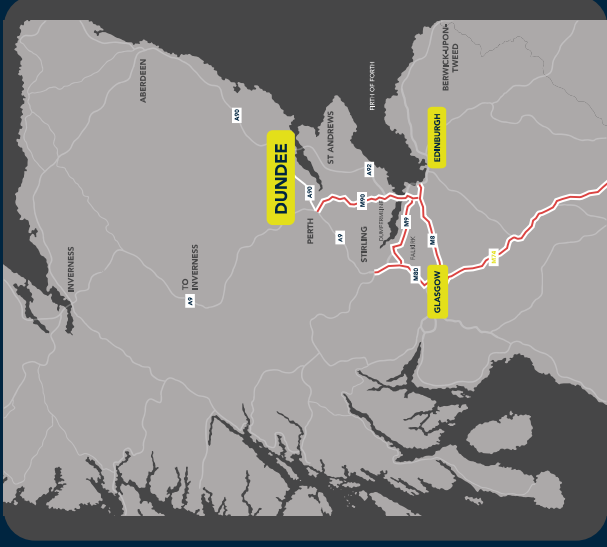 INVERNESS
ABERDEEN
A9
TO
INVERNESS
A90
DUNDEE
PERTH
A90
ST ANDREWS
A9
STIRLING
M90
A92
FIRTH OF FORTH
DUNFERMLINE
M9
FALKIRK
M80
M8
GLASGOW
EDINBURGH
BERWICK-UPON-
TWEED
M74